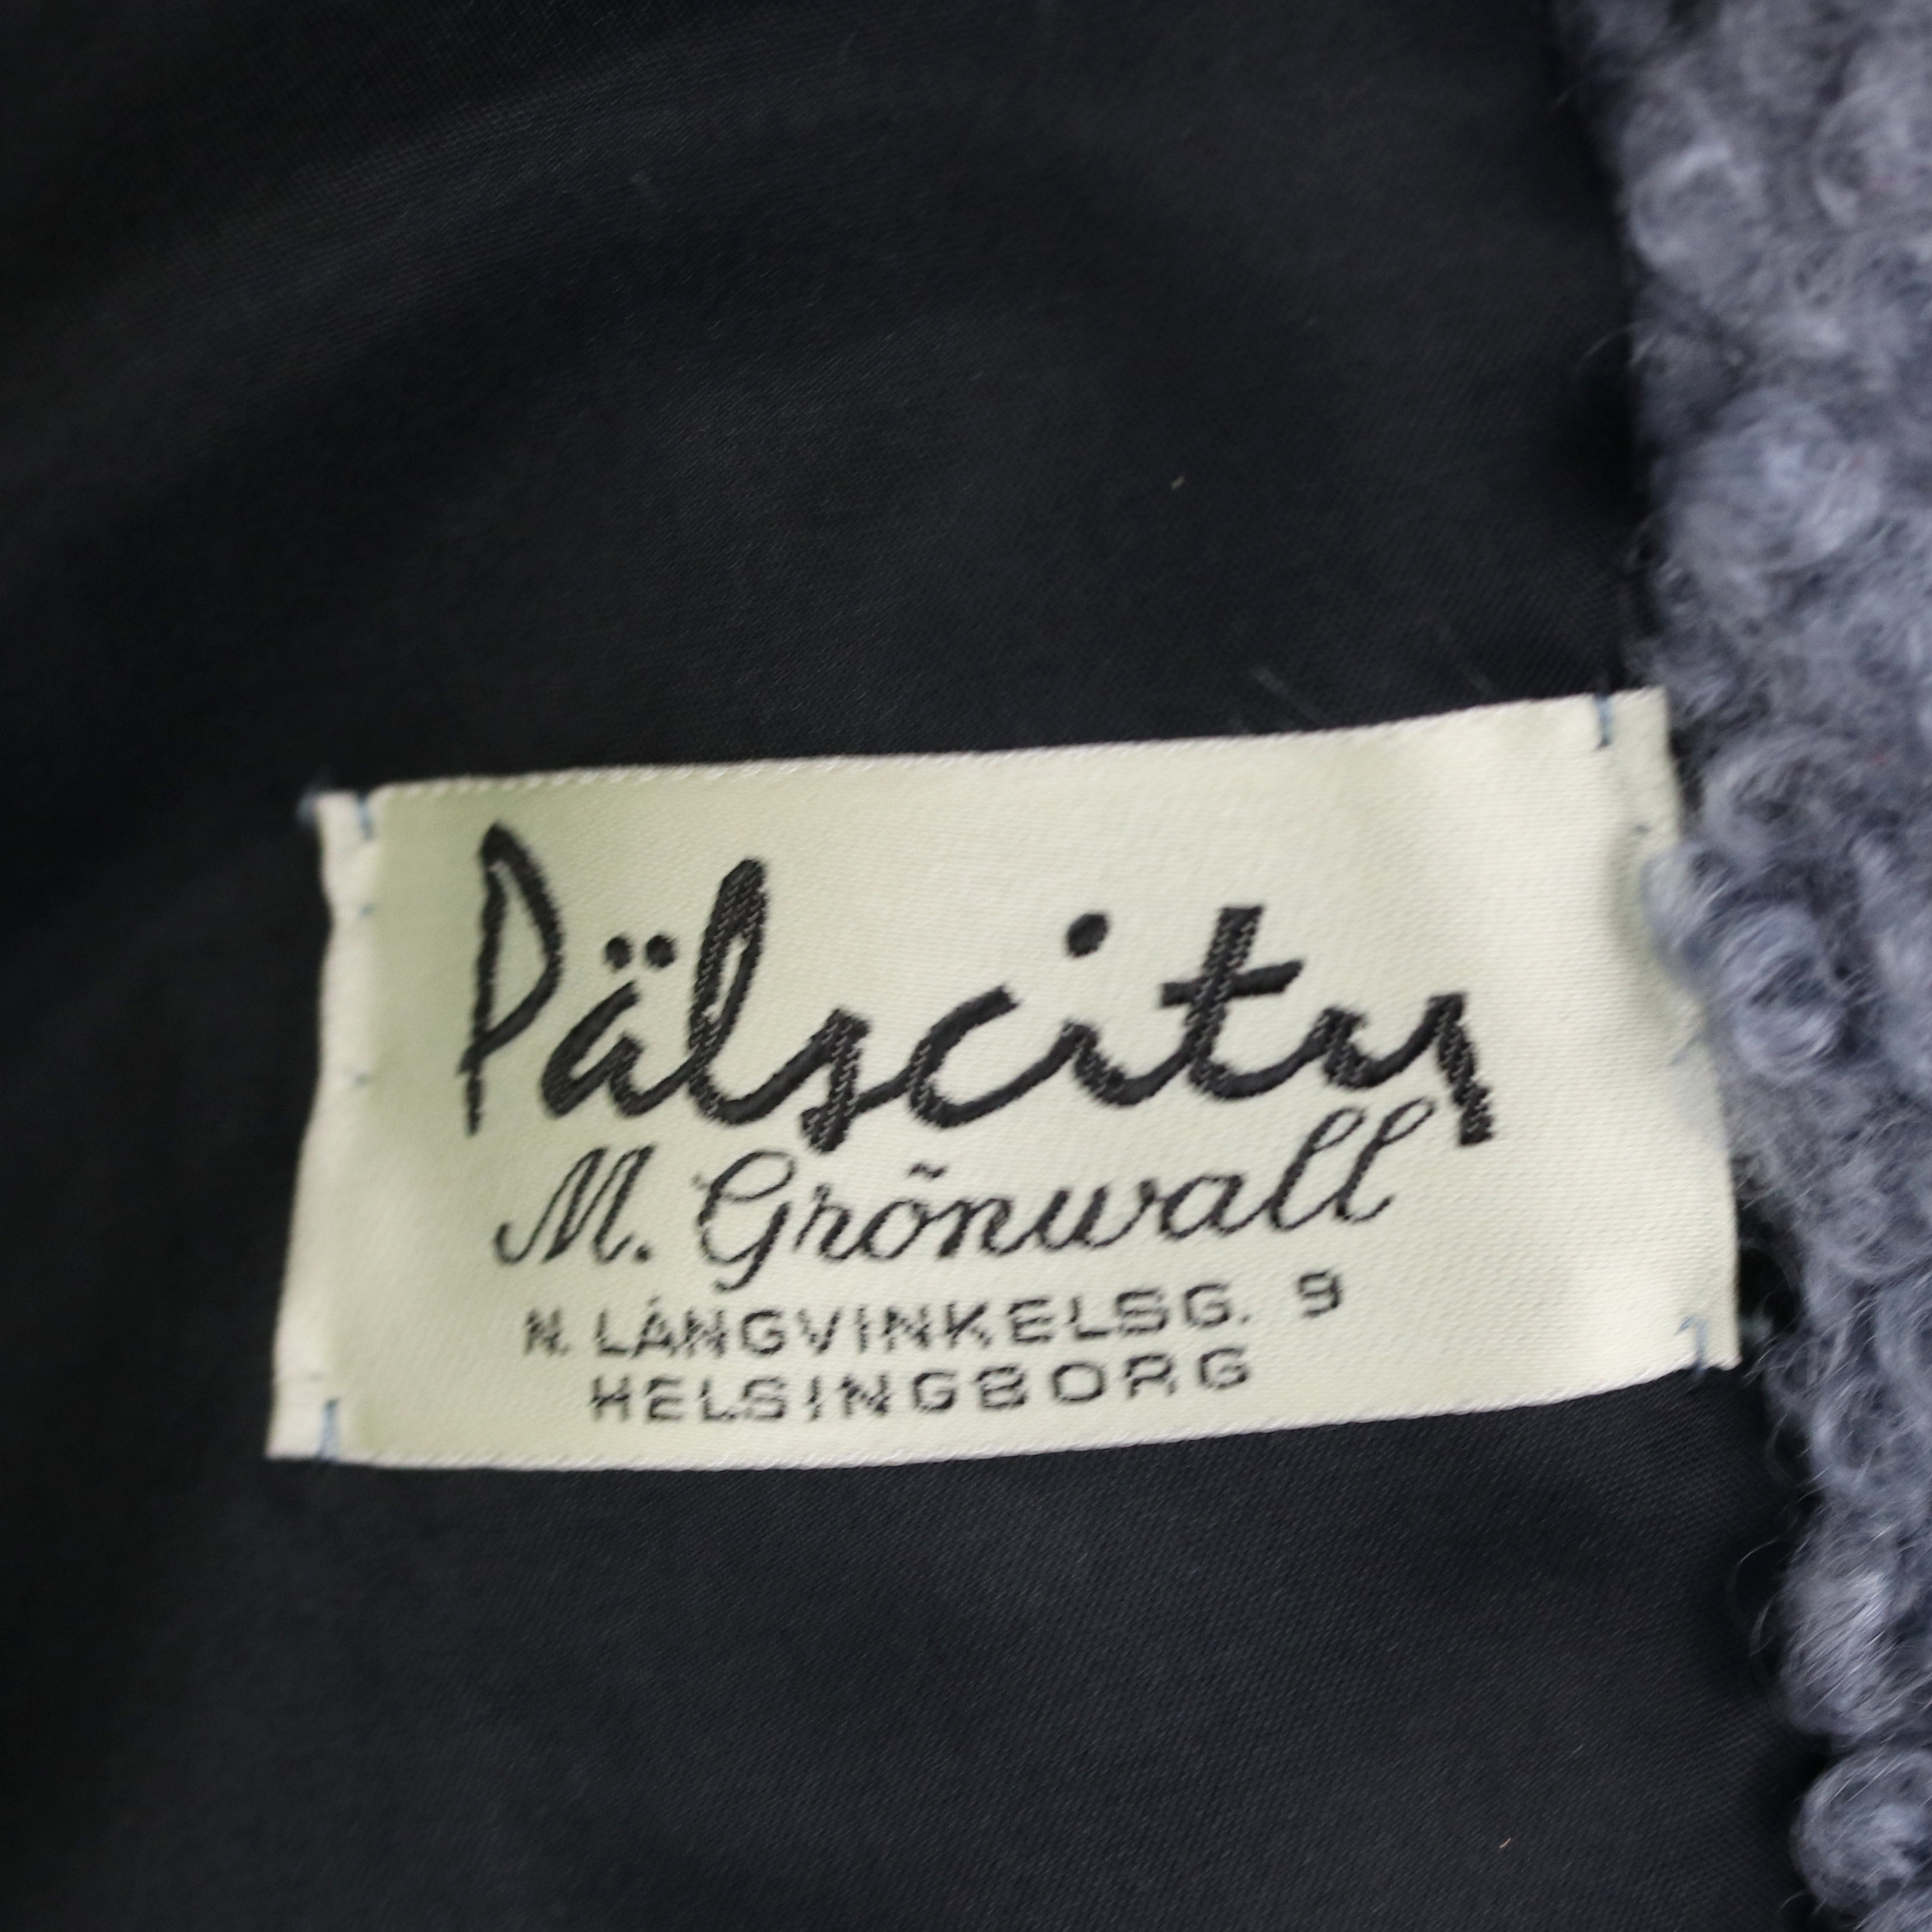 Pälscity
M. Grönwall
N. LÅNGVINKELSG. 9
HELSINGBORG